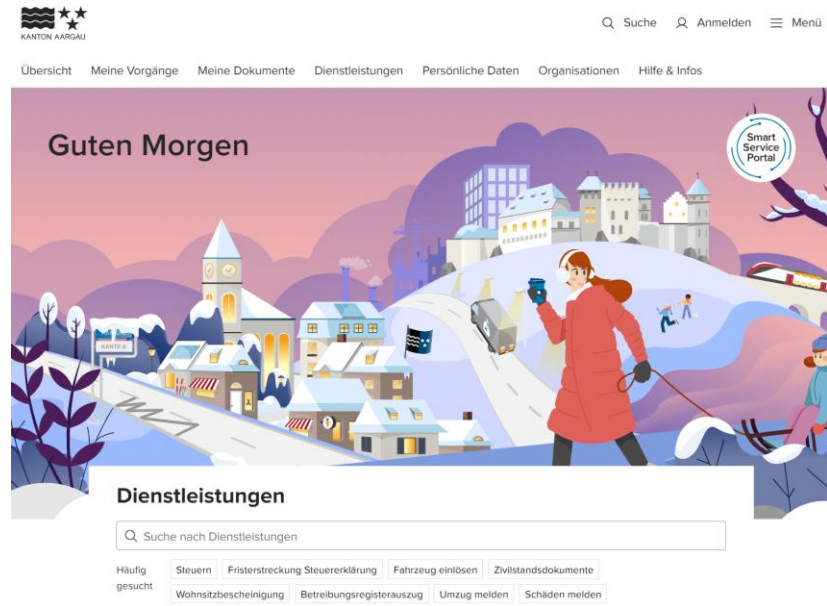 KANTON AARGAU
Suche Anmelden Menü
Übersicht Meine Vorgänge Meine Dokumente Dienstleistungen Persönliche Daten Organisationen Hilfe & Infos
Guten Morgen
Smart
Service
Portal
KANTE A
Dienstleistungen
Suche nach Dienstleistungen
Häufig gesucht
Steuern Fristerstreckung Steuererklärung Fahrzeug einlösen Zivilstandsdokumente
Wohnsitzbescheinigung Betreibungsregisterauszug Umzug melden Schäden melden